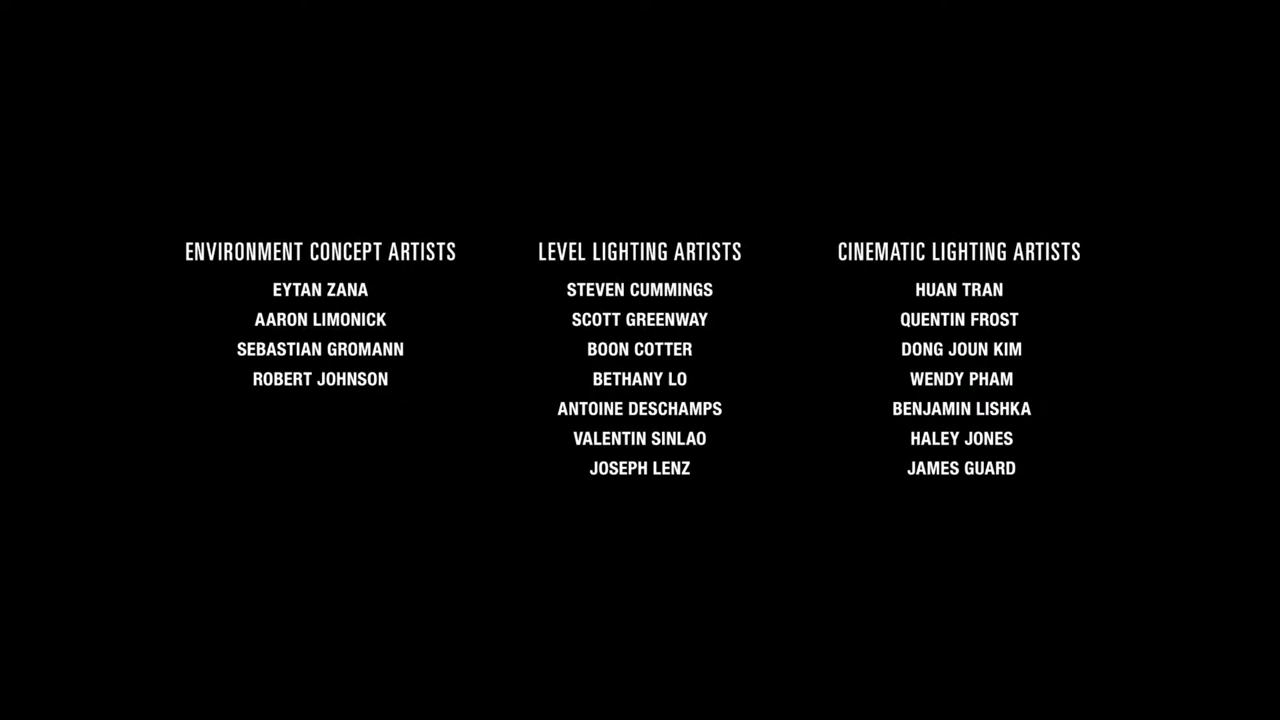 ENVIRONMENT CONCEPT ARTISTS
EYTAN ZANA
AARON LIMONICK
SEBASTIAN GROMANN
ROBERT JOHNSON
LEVEL LIGHTING ARTISTS
STEVEN CUMMINGS
SCOTT GREENWAY
BOON COTTER
BETHANY LO
ANTOINE DESCHAMPS
VALENTIN SINLAO
JOSEPH LENZ
CINEMATIC LIGHTING ARTISTS
HUAN TRAN
QUENTIN FROST
DONG JOUN KIM
WENDY PHAM
BENJAMIN LISHKA
HALEY JONES
JAMES GUARD